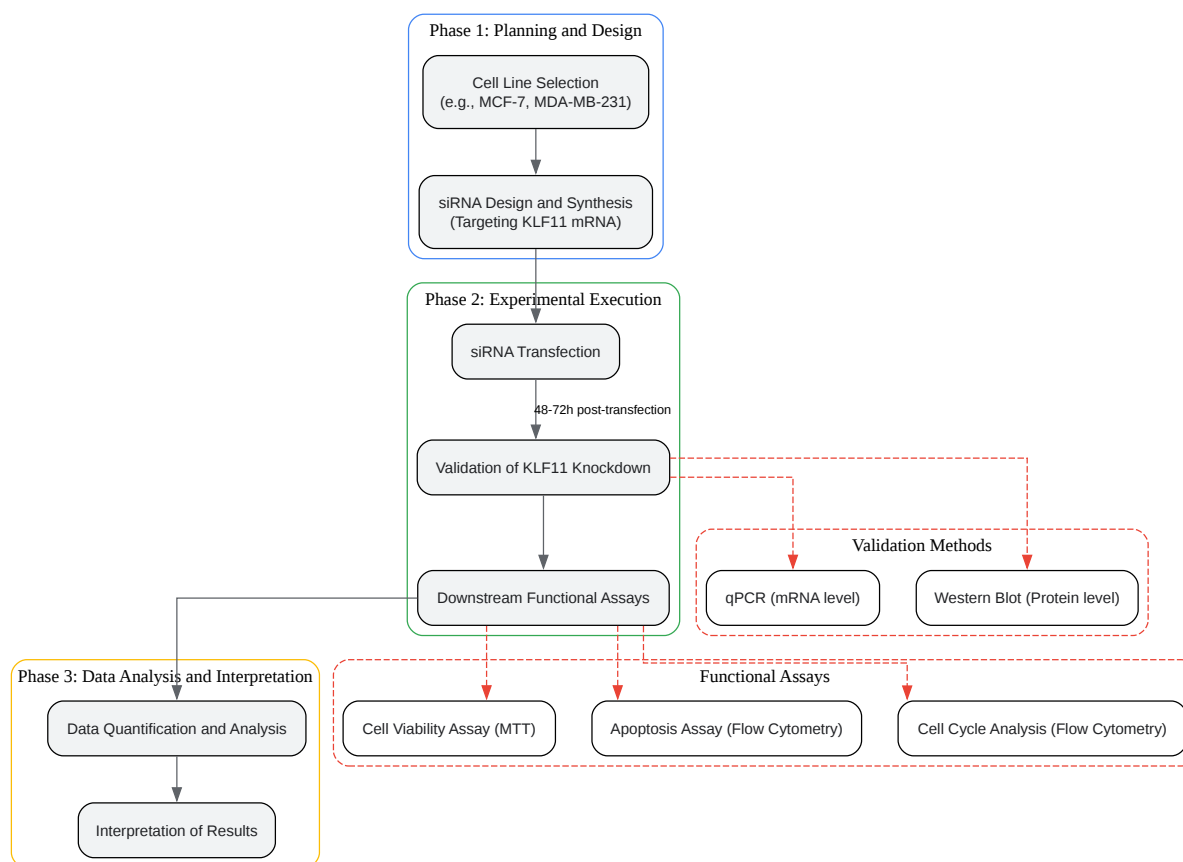 Phase 1: Planning and Design
Cell Line Selection
(e.g., MCF-7, MDA-MB-231)
siRNA Design and Synthesis
(Targeting KLF11 mRNA)
Phase 2: Experimental Execution
siRNA Transfection
48-72h post-transfection
Validation of KLF11 Knockdown
Validation Methods
qPCR (mRNA level)
Western Blot (Protein level)
Downstream Functional Assays
Phase 3: Data Analysis and Interpretation
Functional Assays
Data Quantification and Analysis
Cell Viability Assay (MTT)
Apoptosis Assay (Flow Cytometry)
Cell Cycle Analysis (Flow Cytometry)
Interpretation of Results